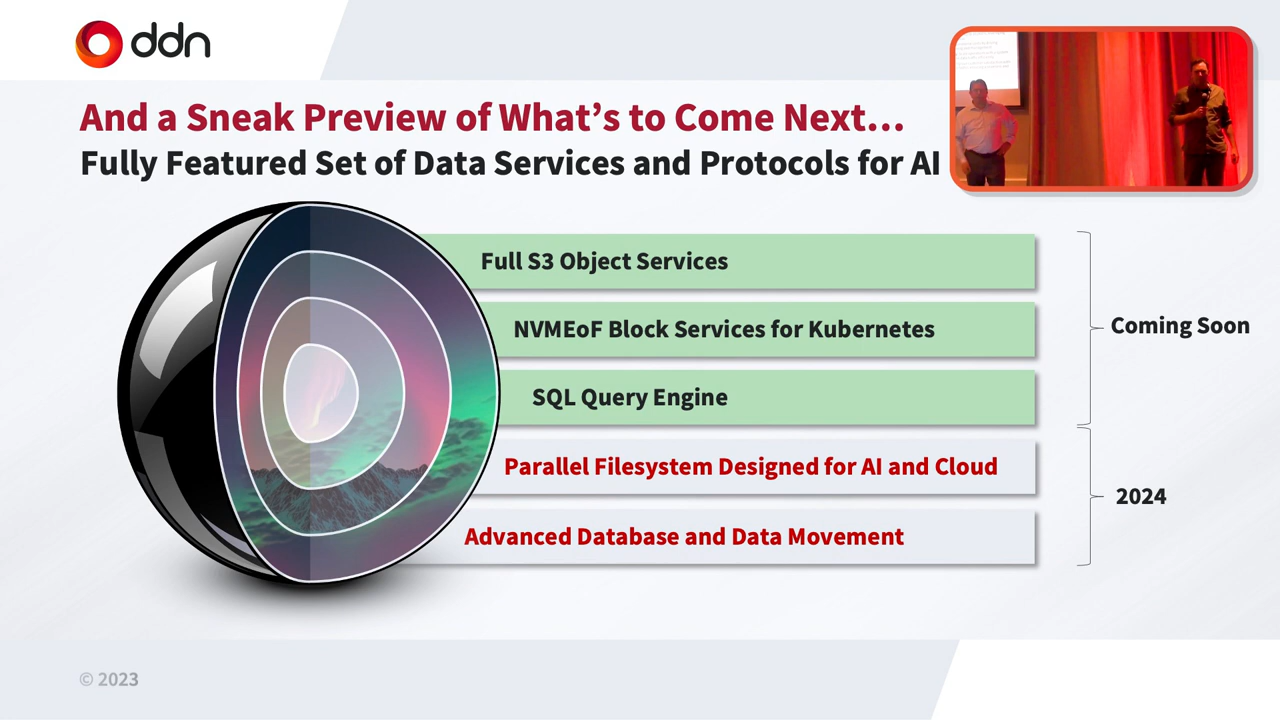 ddn
And a Sneak Preview of What's to Come Next...
Fully Featured Set of Data Services and Protocols for AI
Full S3 Object Services
NVMEoF Block Services for Kubernetes
SQL Query Engine
Parallel Filesystem Designed for AI and Cloud
Advanced Database and Data Movement
Coming Soon
2024
© 2023